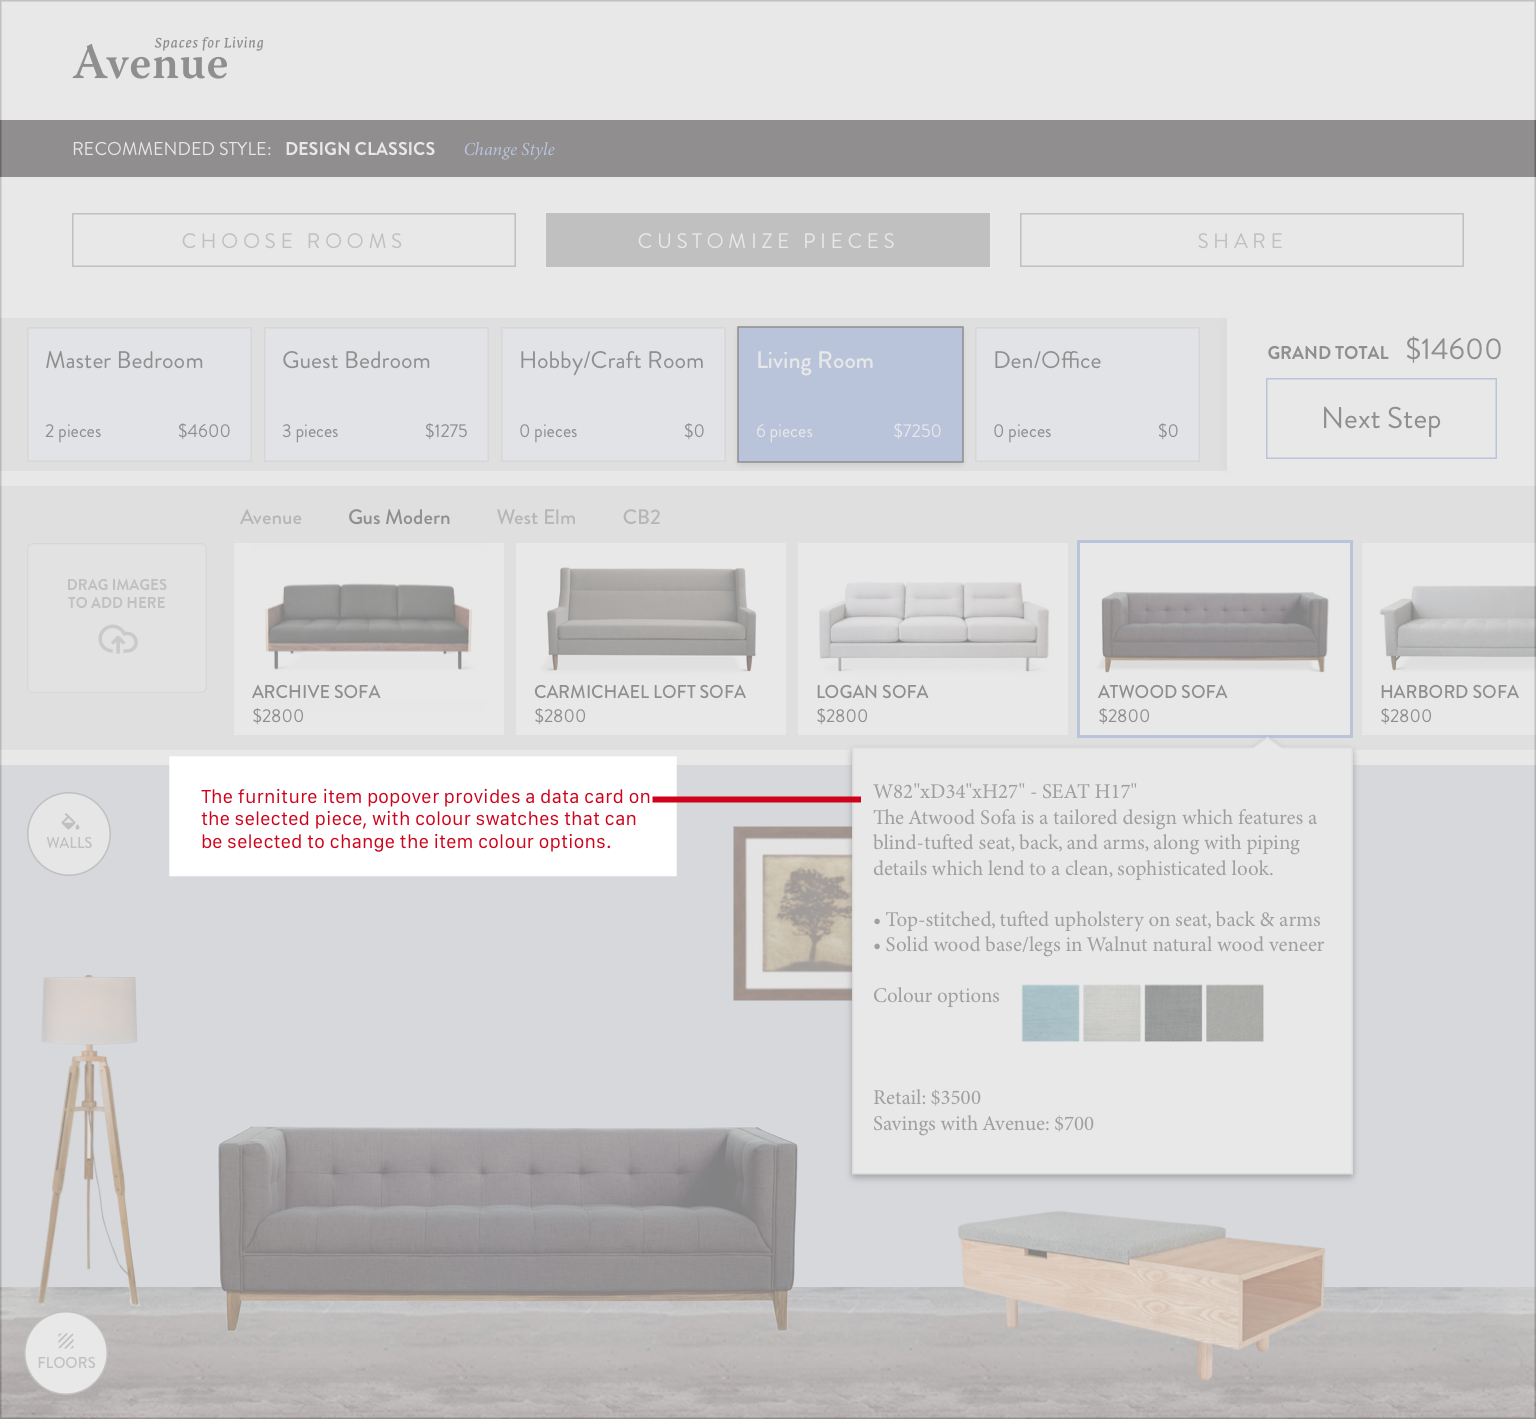 Spaces for Living
Avenue
RECOMMENDED STYLE: DESIGN CLASSICS Change Style
CHOOSE ROOMS
CUSTOMIZE PIECES
SHARE
Master Bedroom
2 pieces $4600
Guest Bedroom
3 pieces $1275
Hobby/Craft Room
0 pieces $0
Living Room
6 pieces $7250
Den/Office
0 pieces $0
GRAND TOTAL $14600
Next Step
Avenue Gus Modern West Elm CB2
DRAG IMAGES
TO ADD HERE
ARCHIVE SOFA
$2800
CARMICHAEL LOFT SOFA
$2800
LOGAN SOFA
$2800
ATWOOD SOFA
$2800
HARBORD SOFA
$2800
The furniture item popover provides a data card on
the selected piece, with colour swatches that can
be selected to change the item colour options.
WALLS
W82"xD34"xH27" - SEAT H17"
The Atwood Sofa is a tailored design which features a
blind-tufted seat, back, and arms, along with piping
details which lend to a clean, sophisticated look.
• Top-stitched, tufted upholstery on seat, back & arms
• Solid wood base/legs in Walnut natural wood veneer
Colour options
Retail: $3500
Savings with Avenue: $700
FLOORS